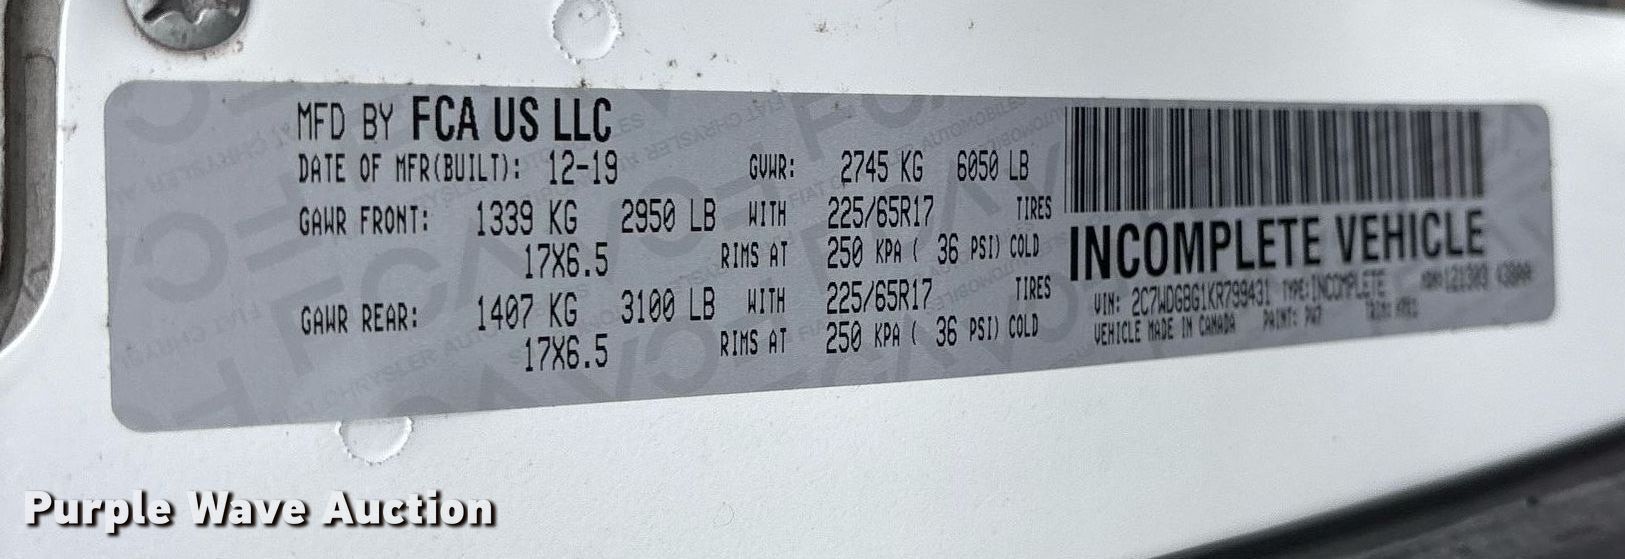 MFD BY FCA US LLC
DATE OF MFR(BUILT): 12-19 GVWR: 2745 KG 6050 LB
GAWR FRONT: 1339 KG 2950 LB WITH 225/65R17 TIRES
17X6.5 RIMS AT 250 KPA ( 36 PSI) COLD
GAWR REAR: 1407 KG 3100 LB WITH 225/65R17 TIRES
17X6.5 RIMS AT 250 KPA ( 36 PSI) COLD
INCOMPLETE VEHICLE
VIN: 2C7WDGBG1KR799431 TYPE:INCOMPLETE
VEHICLE MADE IN CANADA PAINT: PW7
Purple Wave Auction